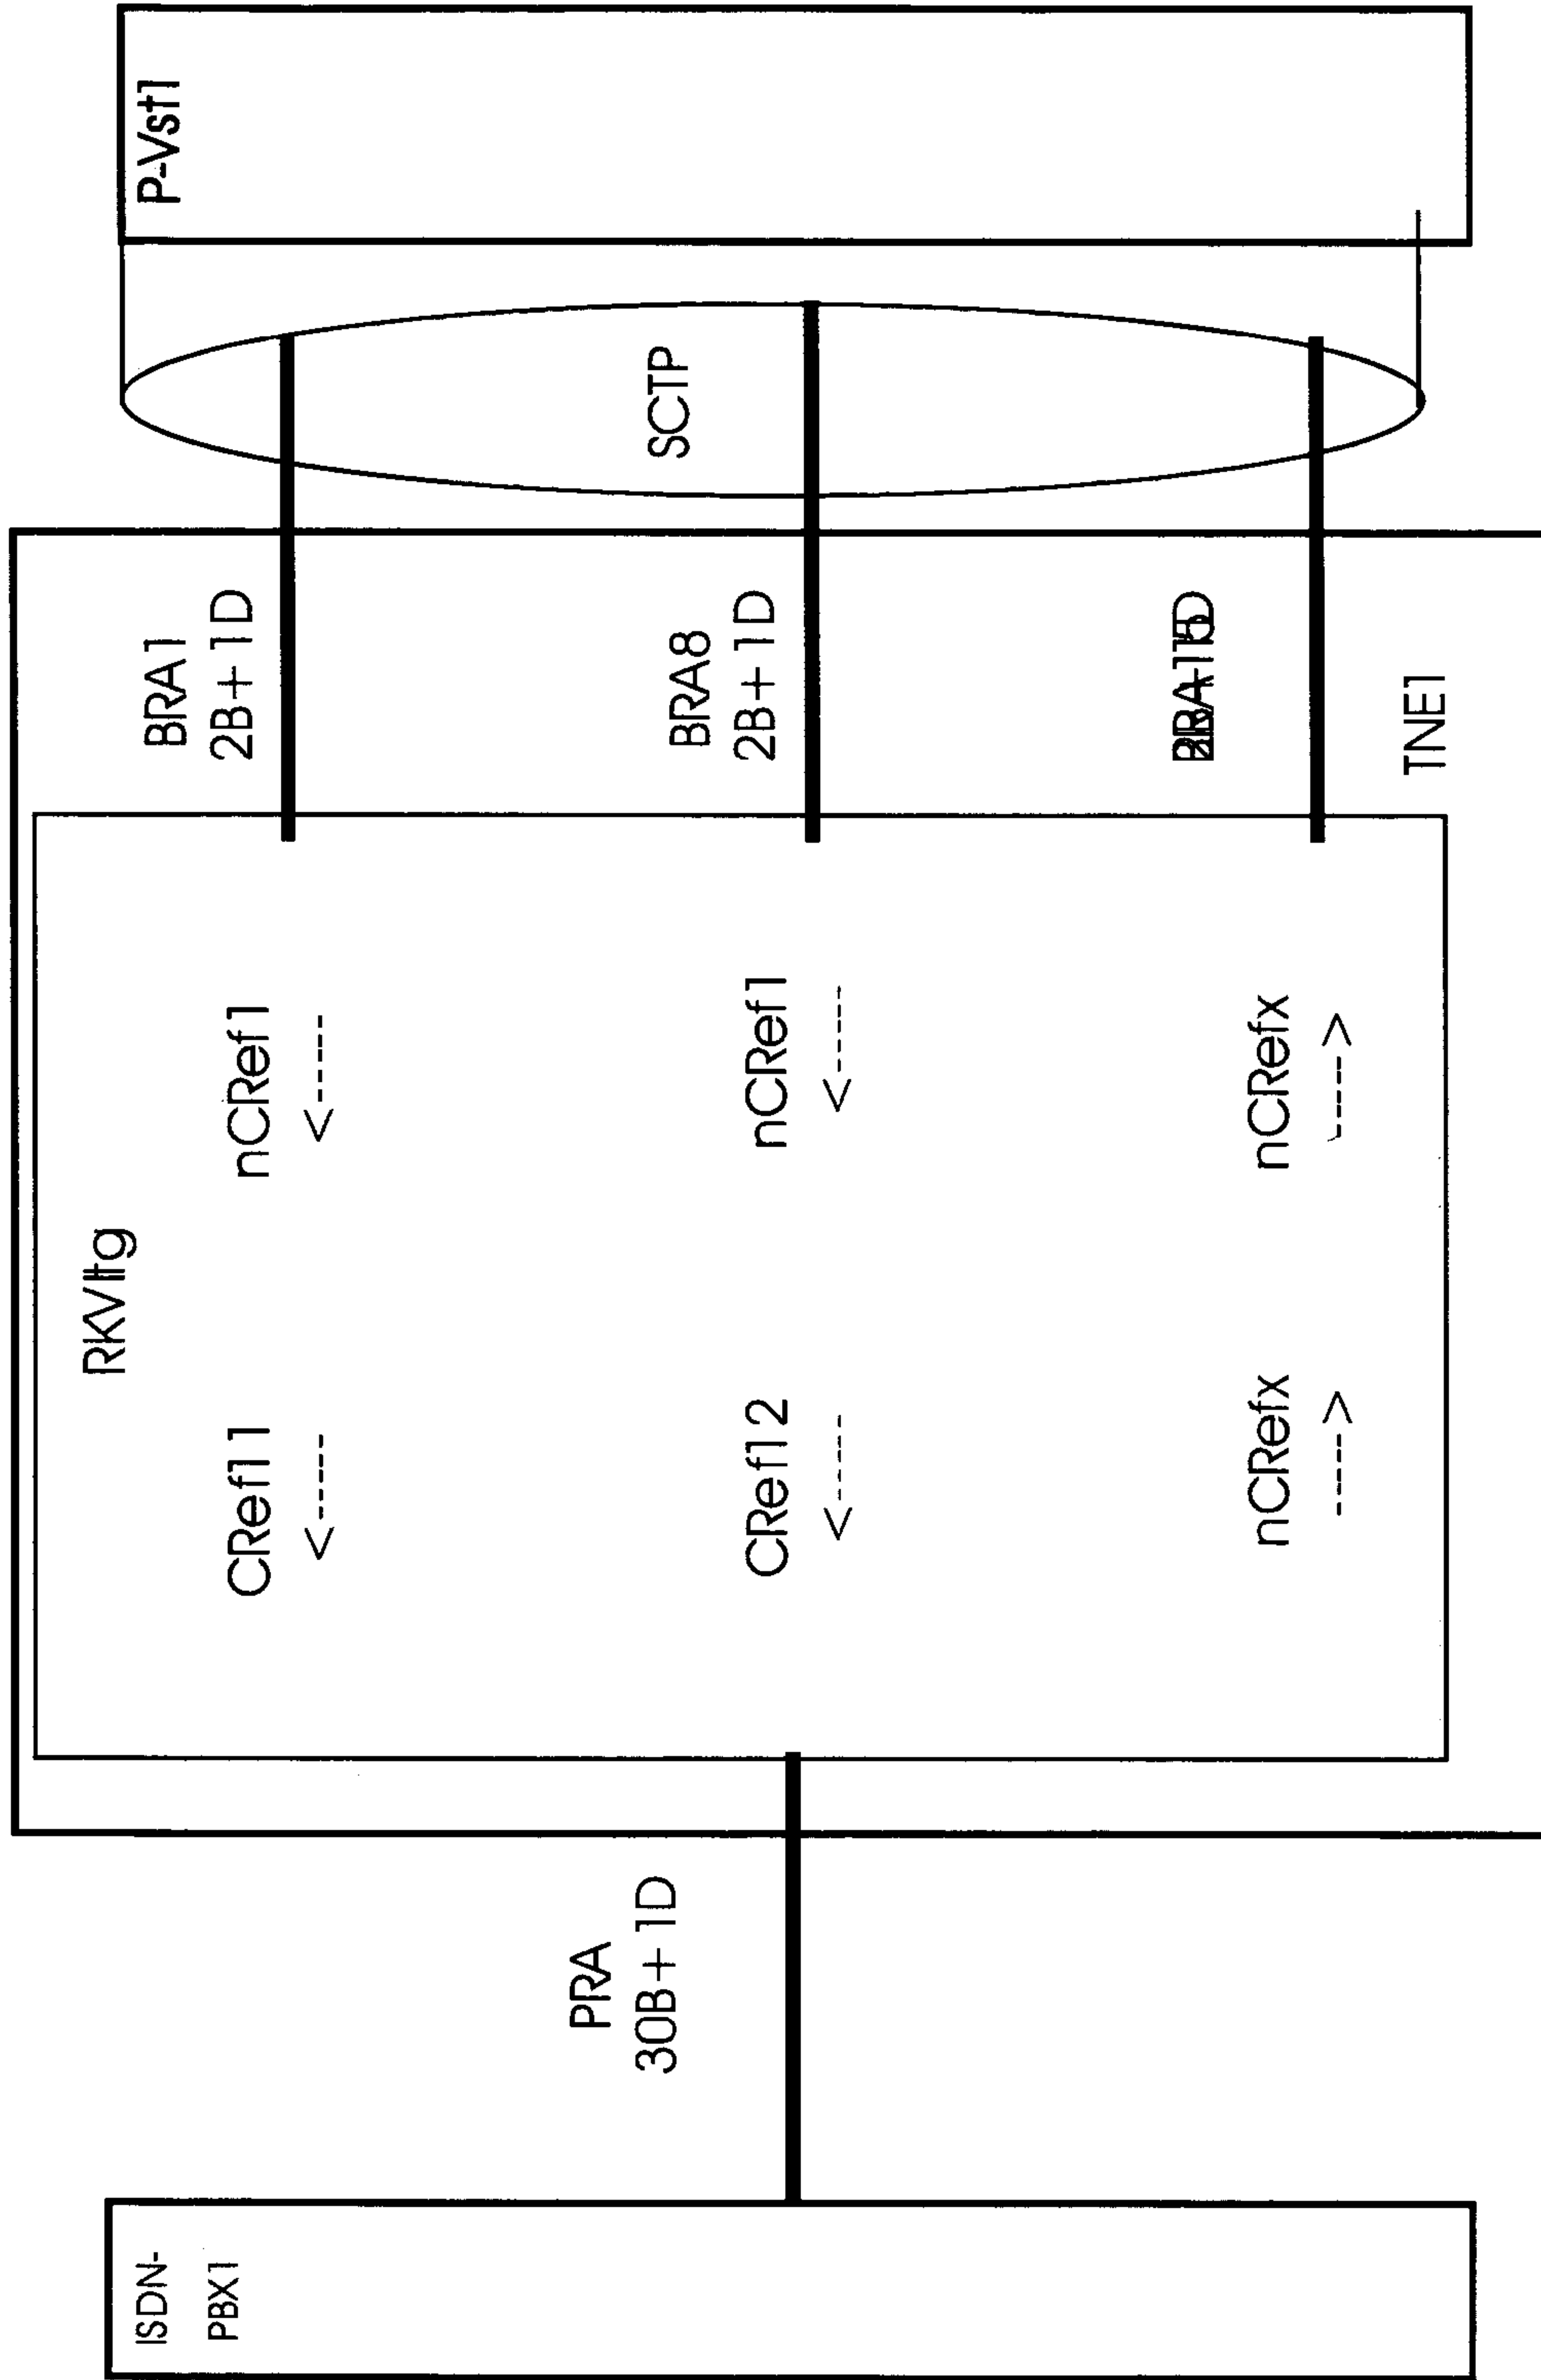 ISDN-
PBX1
PRA
30B+1D
RKVltg
CRef11
<-----
nCRef1
<-----
CRef12
<-----
nCRef1
<-----
nCRefx
----->
nCRefx
----->
BRA1
2B+1D
BRA8
2B+1D
TNE1
SCTP
P-Vst1